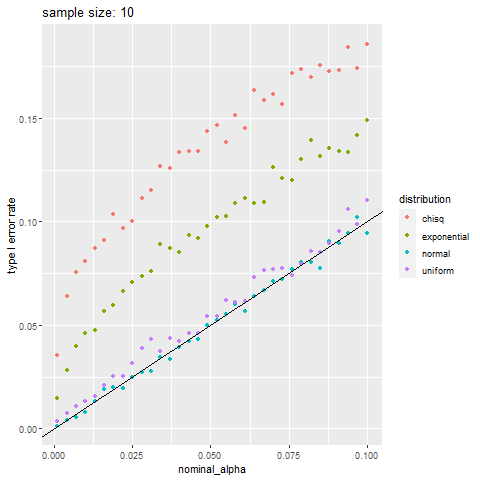 sample size: 10
type I error rate
0.15
0.10
0.05
0.00
0.000 0.025 0.050 0.075 0.100
nominal_alpha
distribution
chisq
exponential
normal
uniform